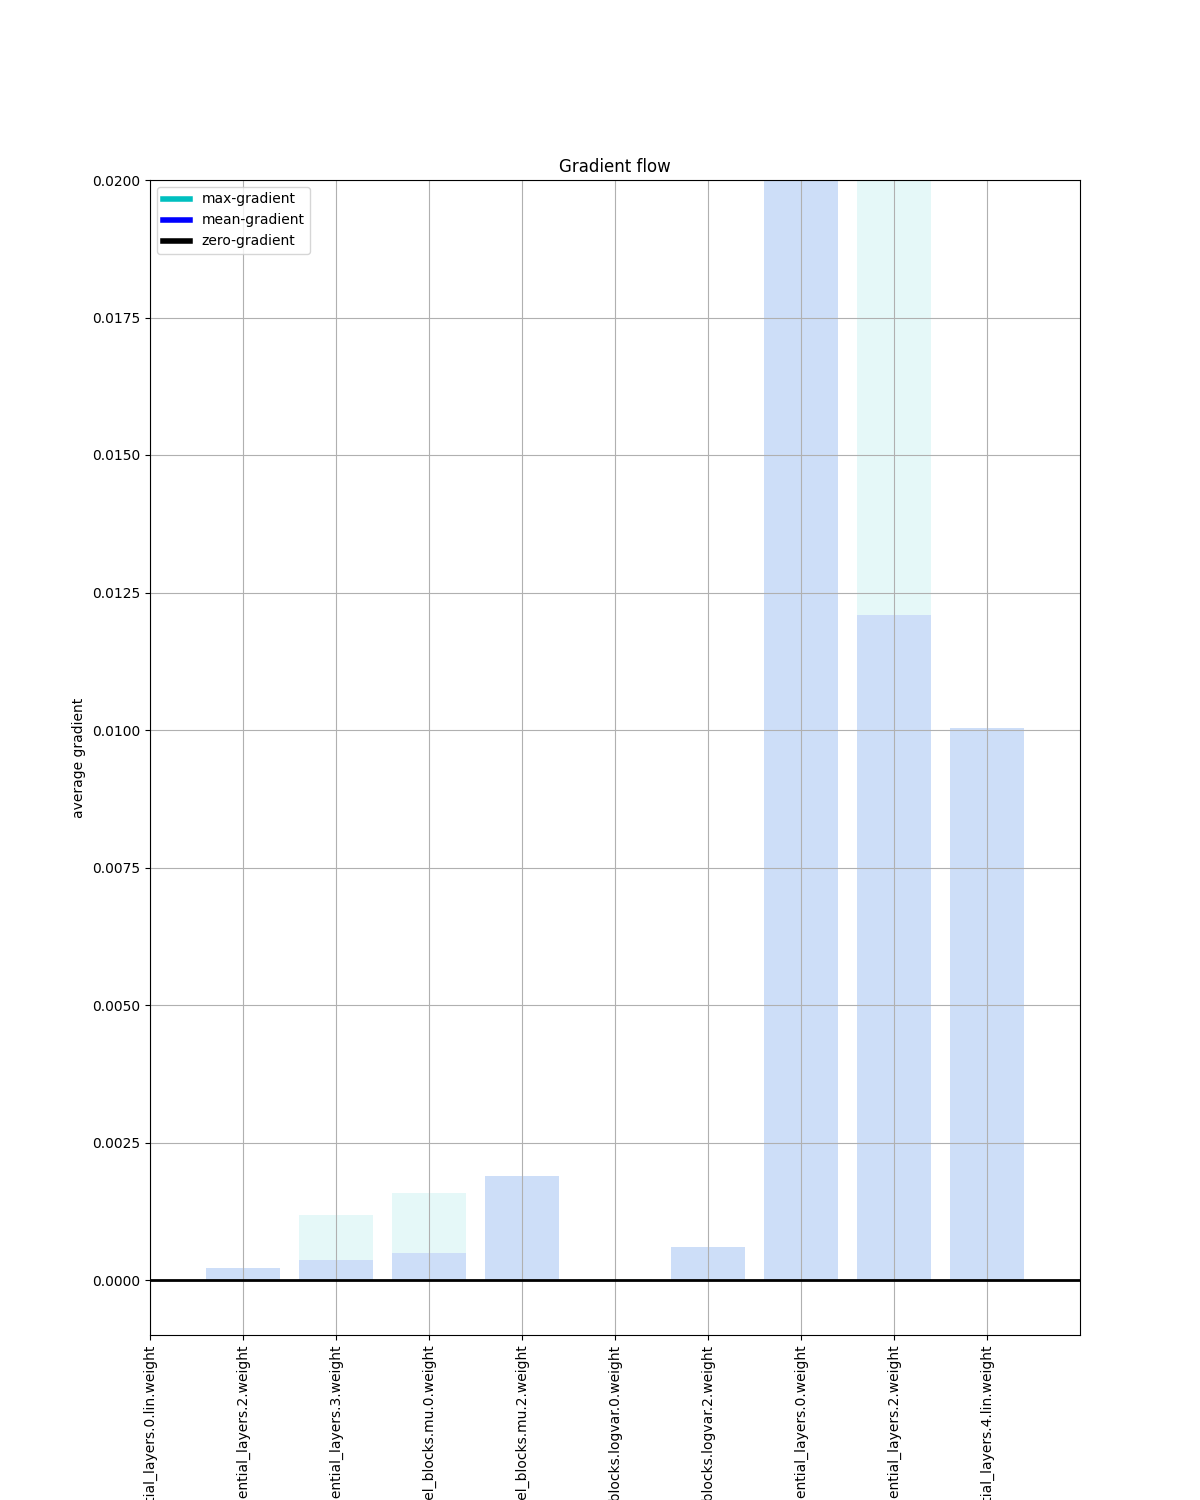 Gradient flow
max-gradient
mean-gradient
zero-gradient
0.0200
0.0175
0.0150
0.0125
0.0100
0.0075
0.0050
0.0025
0.0000
average gradient
tial_layers.0.lin.weight
ential_layers.2.weight
ential_layers.3.weight
el_blocks.mu.0.weight
el_blocks.mu.2.weight
blocks.logvar.0.weight
blocks.logvar.2.weight
ential_layers.0.weight
ential_layers.2.weight
tial_layers.4.lin.weight